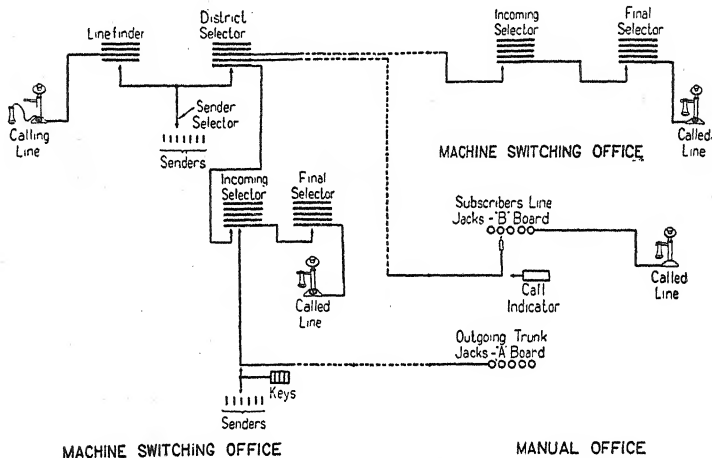 Linefinder
District
Selector
Incoming
Selector
Final
Selector
Sender
Selector
Calling
Line
Senders
Called
Line
MACHINE SWITCHING OFFICE
Incoming
Selector
Final
Selector
Subscribers Line
Jacks - "B" Board
Called
Line
Call
Indicator
Called
Line
Outgoing Trunk
Jacks - "A" Board
Keys
Senders
MACHINE SWITCHING OFFICE
MANUAL OFFICE